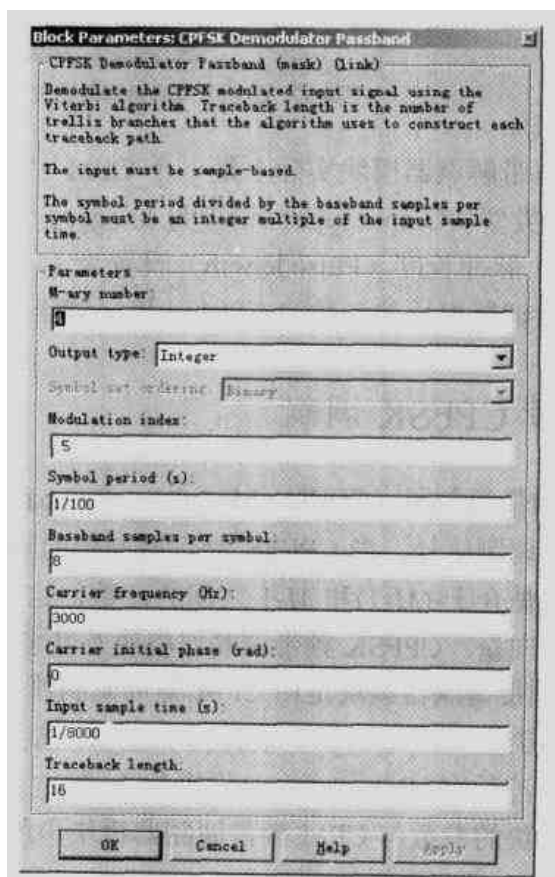 Block Parameters: CPFSK Demodulator Passband
CPFSK Demodulator Passband (mask) (link)
Demodulate the CPFSK modulated input signal using the
Viterbi algorithm. Traceback length is the number of
trellis branches that the algorithm uses to construct each
traceback path.
The input must be sample-based.
The symbol period divided by the baseband samples per
symbol must be an integer multiple of the input sample
time.
Parameters
M-ary number:
4
Output type: Integer
Symbol set ordering: Binary
Modulation index:
5
Symbol period (s):
1/100
Baseband samples per symbol:
8
Carrier frequency (Hz):
3000
Carrier initial phase (rad):
0
Input sample time (s):
1/8000
Traceback length:
16
OK Cancel Help Apply